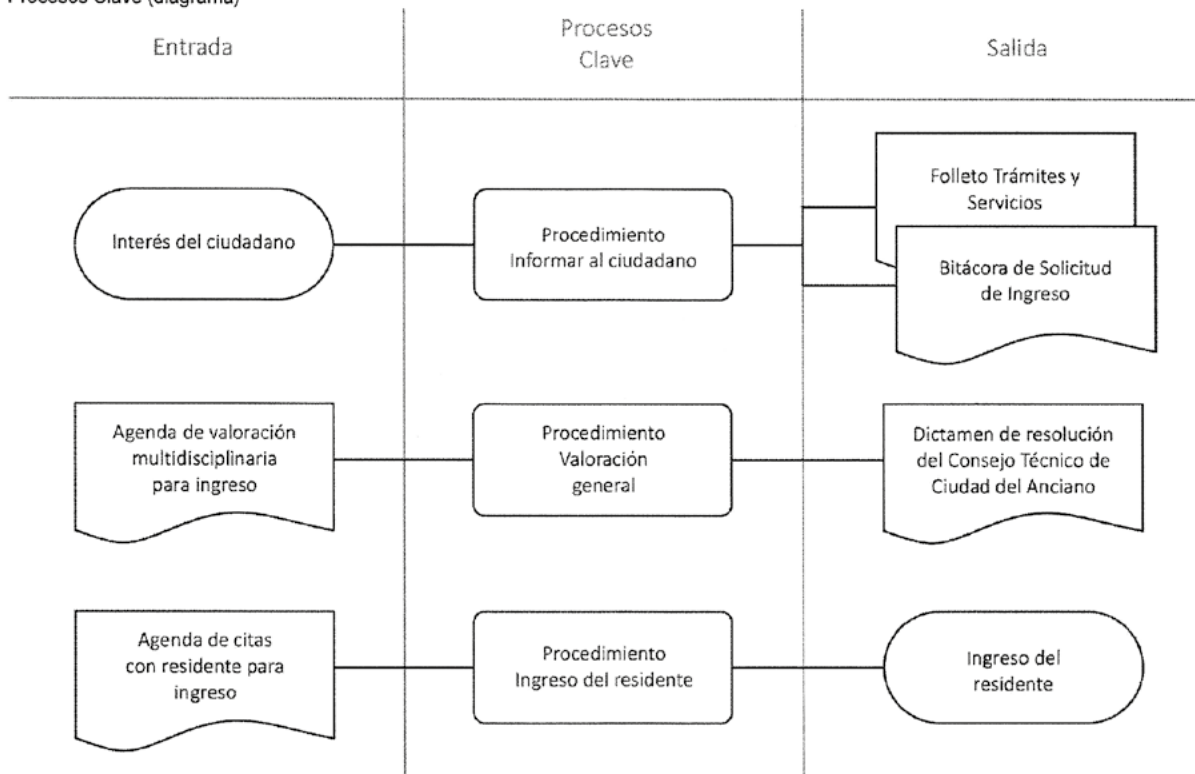 Procesos Clave (diagrama)
Entrada
Procesos
Clave
Salida
Interés del ciudadano
Procedimiento
Informar al ciudadano
Folleto Trámites y
Servicios
Bitácora de Solicitud
de Ingreso
Agenda de valoración
multidisciplinaria
para ingreso
Procedimiento
Valoración
general
Dictamen de resolución
del Consejo Técnico de
Ciudad del Anciano
Agenda de citas
con residente para
ingreso
Procedimiento
Ingreso del residente
Ingreso del
residente